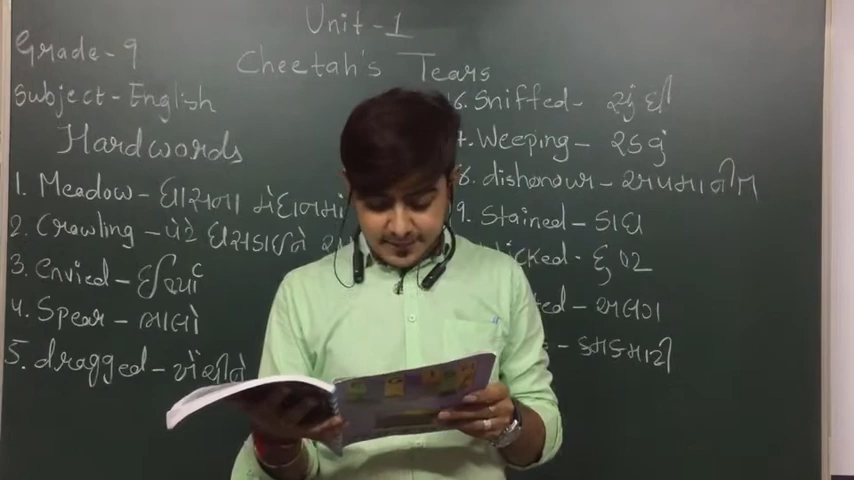 Unit - 1
Grade - 9
Cheetah's Tears
Subject - English
Hardwords
1. Meadow - ઘાસના મેદાનમાં
2. Crawling - પેટે ઘસડાઈને
3. Envied - ઈર્ષ્યા
4. Spear - ભાલો
5. dragged - ખેંચીને
6. Sniffed - સૂંઘી
Weeping - રડવું
8. dishonour - અપમાનીત
9. Stained - ડાઘ
અલગ